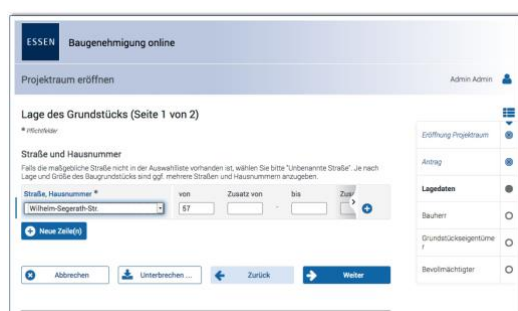 ESSEN
Baugenehmigung online
Projektraum eröffnen
Admin Admin
Lage des Grundstücks (Seite 1 von 2)
* Pflichtfelder
Straße und Hausnummer
Falls die maßgebliche Straße nicht in der Auswahlliste vorhanden ist, wählen Sie bitte "Unbenannte Straße". Je nach
Lage und Größe des Baugrundstücks sind ggf. mehrere Straßen und Hausnummern anzugeben.
Straße, Hausnummer * von Zusatz von bis Zusa
Wilhelm-Segerath-Str. 57 -
Neue Zeile(n)
Abbrechen
Unterbrechen ...
Zurück
Weiter
Eröffnung Projektraum
Antrag
Lagedaten
Bauherr
Grundstückseigentüme
r
Bevollmächtigter